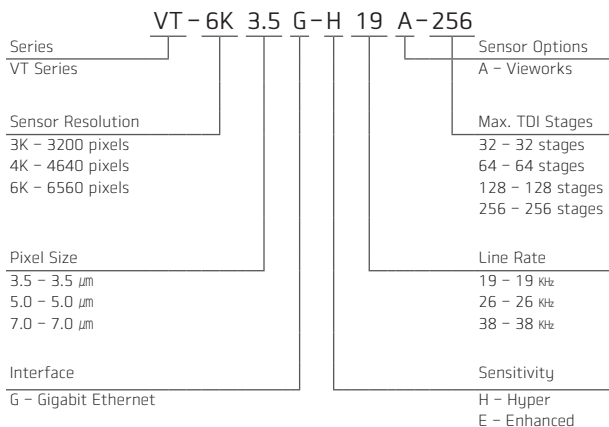 VT-6K 3.5 G-H 19 A-256
Series
VT Series
Sensor Resolution
3K - 3200 pixels
4K - 4640 pixels
6K - 6560 pixels
Pixel Size
3.5 - 3.5 ㎛
5.0 - 5.0 ㎛
7.0 - 7.0 ㎛
Interface
G - Gigabit Ethernet
Sensor Options
A - Vieworks
Max. TDI Stages
32 - 32 stages
64 - 64 stages
128 - 128 stages
256 - 256 stages
Line Rate
19 - 19 ㎑
26 - 26 ㎑
38 - 38 ㎑
Sensitivity
H - Hyper
E - Enhanced